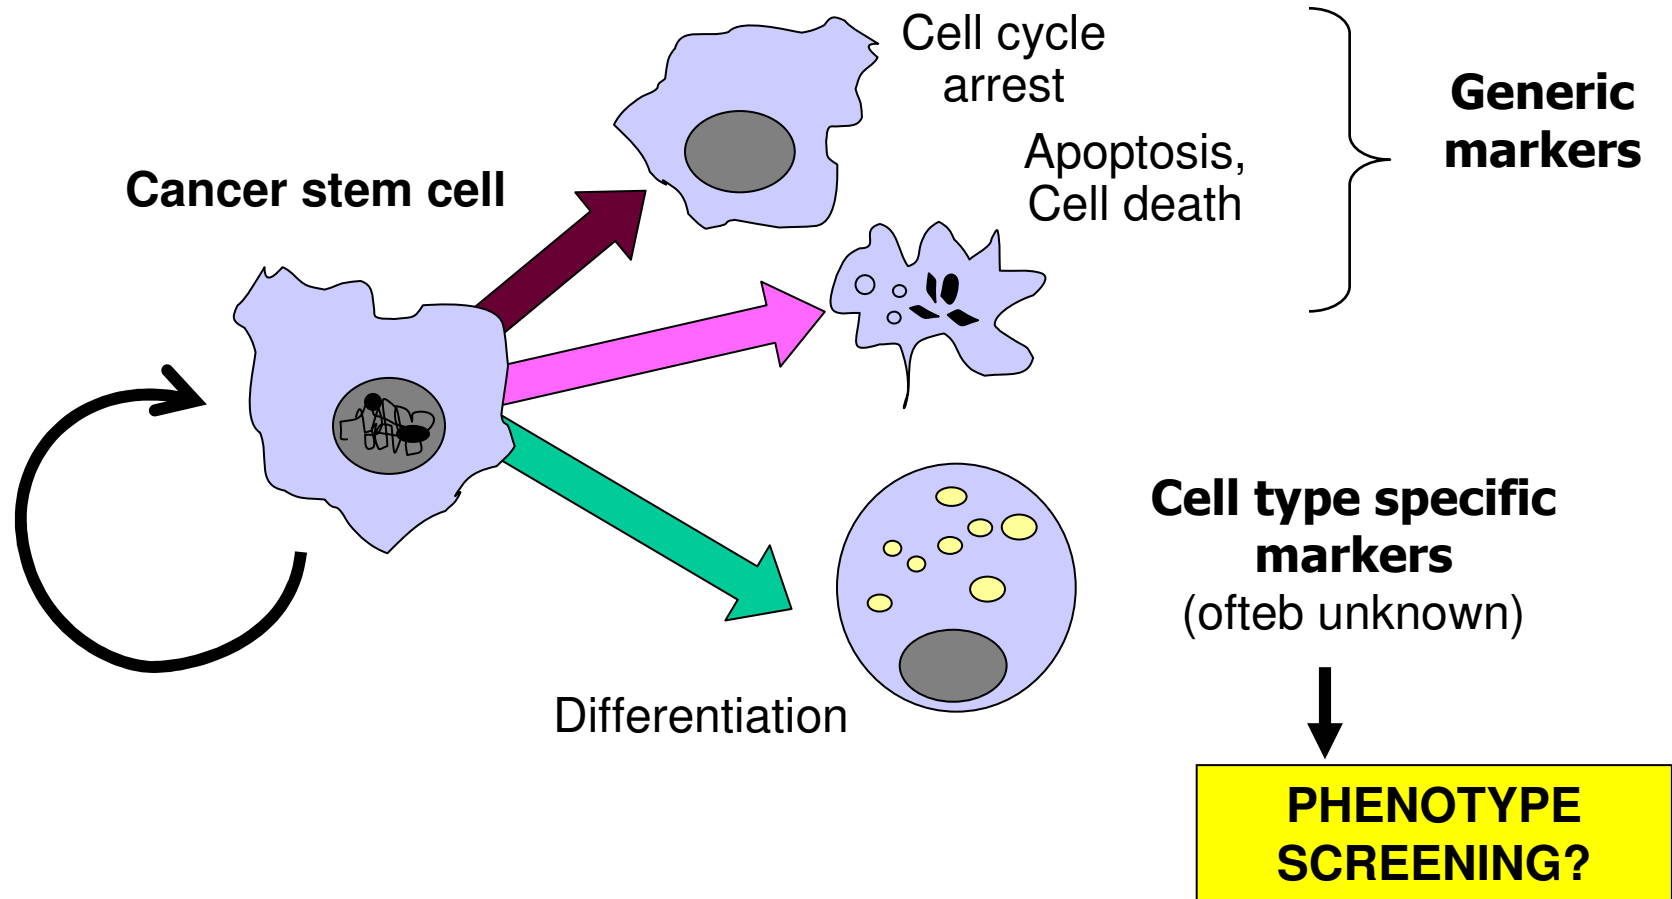 Cell cycle
arrest
Generic
markers
Apoptosis,
Cell death
Cancer stem cell
Cell type specific
markers
(ofteb unknown)
Differentiation
PHENOTYPE
SCREENING?